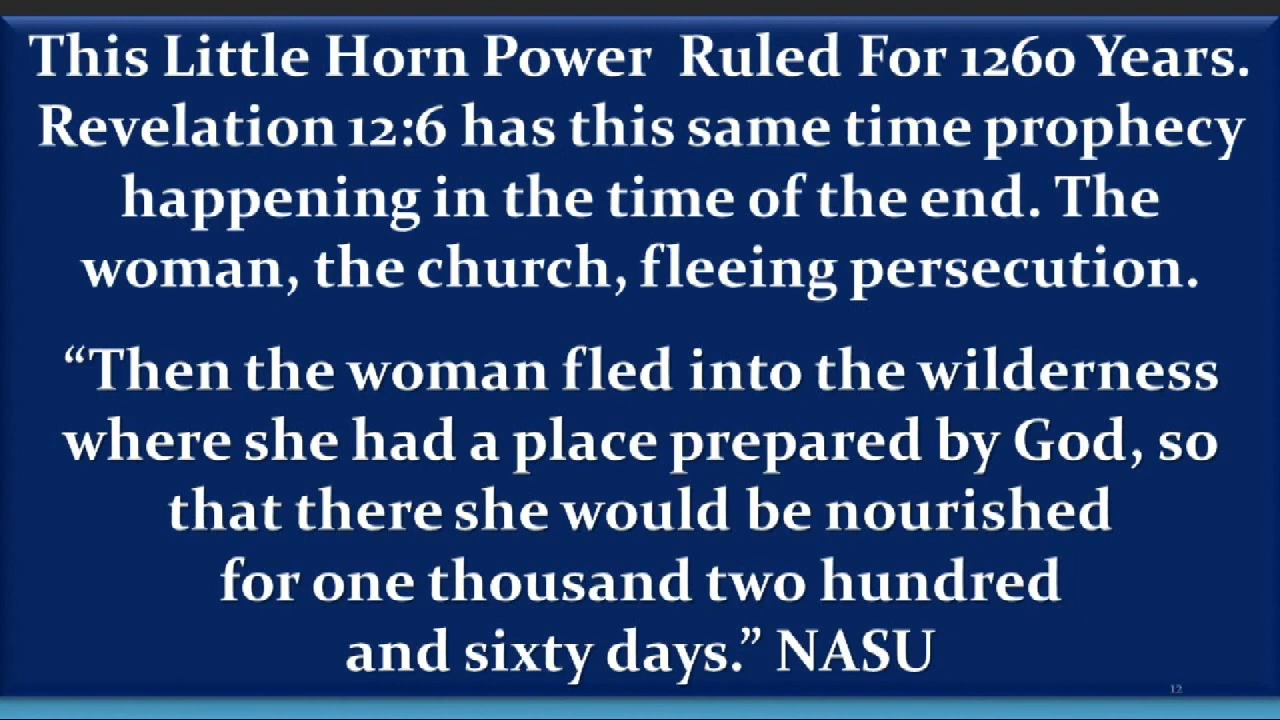 This Little Horn Power  Ruled For 1260 Years.
Revelation 12:6 has this same time prophecy
happening in the time of the end. The
woman, the church, fleeing persecution.
“Then the woman fled into the wilderness
where she had a place prepared by God, so
that there she would be nourished
for one thousand two hundred
and sixty days.” NASU
12